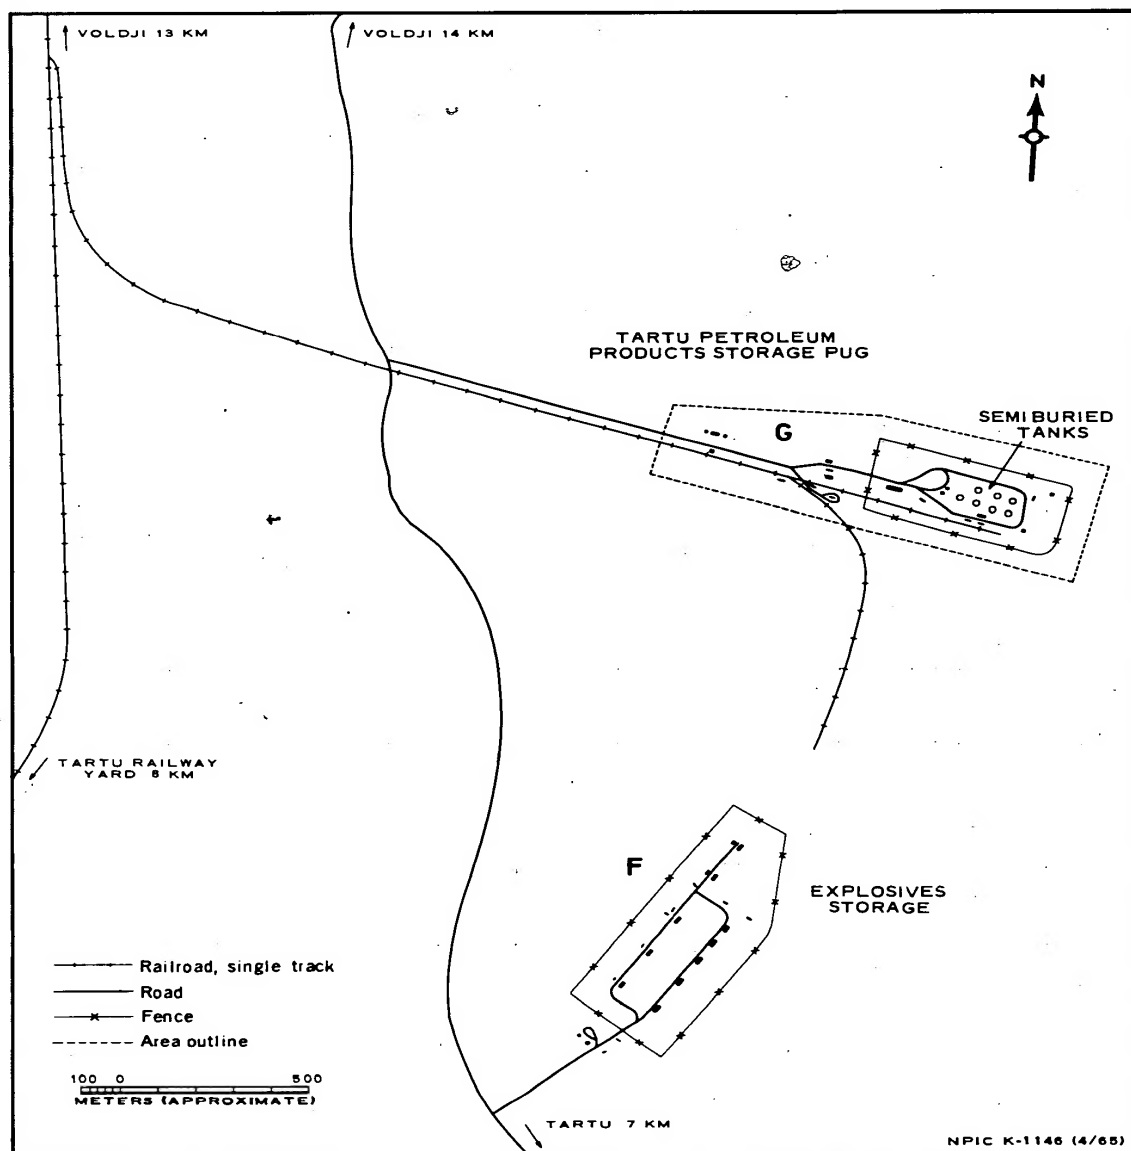 VOLDJI 13 KM
VOLDJI 14 KM
N
TARTU PETROLEUM
PRODUCTS STORAGE PUG
G
SEMIBURIED
TANKS
TARTU RAILWAY
YARD 8 KM
F
EXPLOSIVES
STORAGE
Railroad, single track
Road
Fence
Area outline
100 0 500
METERS (APPROXIMATE)
TARTU 7 KM
NPIC K-1146 (4/65)